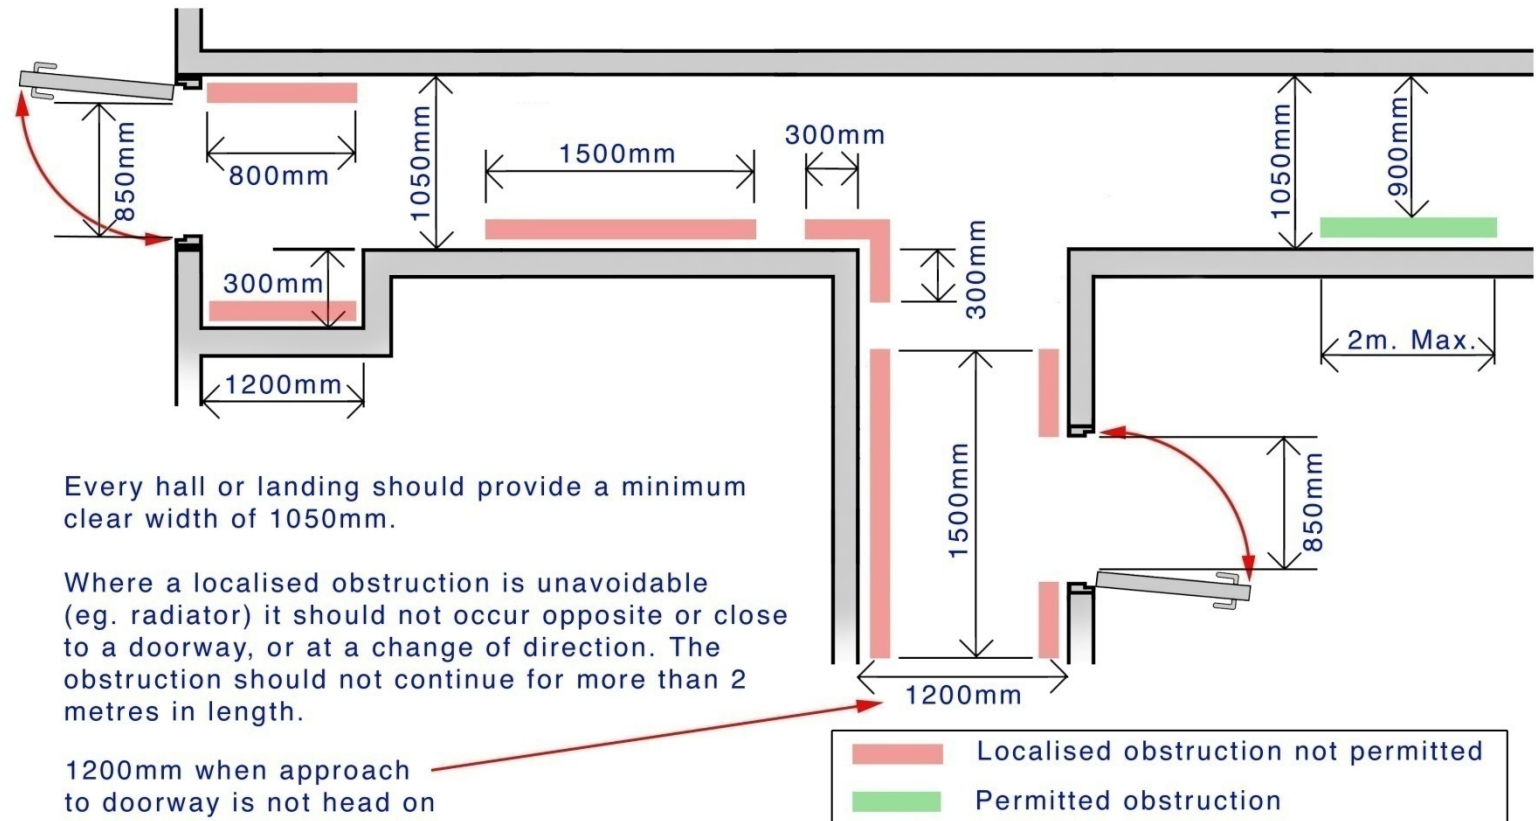 850mm
800mm
1050mm
1500mm
300mm
1050mm
900mm
300mm
300mm
2m. Max.
1200mm
1500mm
850mm
1200mm
Every hall or landing should provide a minimum
clear width of 1050mm.
Where a localised obstruction is unavoidable
(eg. radiator) it should not occur opposite or close
to a doorway, or at a change of direction. The
obstruction should not continue for more than 2
metres in length.
1200mm when approach
to doorway is not head on
Localised obstruction not permitted
Permitted obstruction